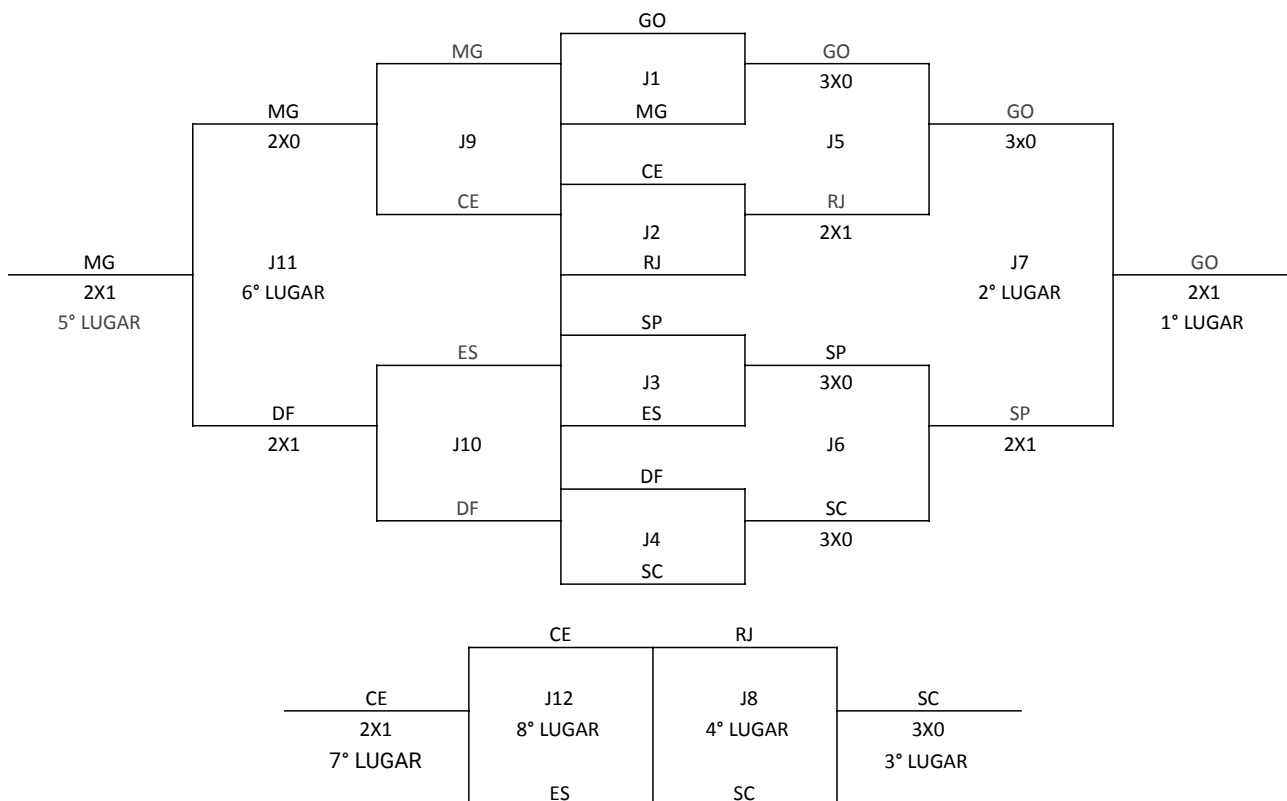 GO
MG
GO
J1
3X0
MG
MG
GO
2X0
J9
J5
3x0
CE
CE
RJ
J2
2X1
MG
J11
RJ
J7
GO
2X1
6° LUGAR
2° LUGAR
2X1
5° LUGAR
1° LUGAR
SP
ES
SP
J3
3X0
DF
ES
SP
2X1
J10
J6
2X1
DF
DF
SC
J4
3X0
SC
CE
RJ
CE
J12
J8
SC
2X1
8° LUGAR
4° LUGAR
3X0
7° LUGAR
3° LUGAR
ES
SC